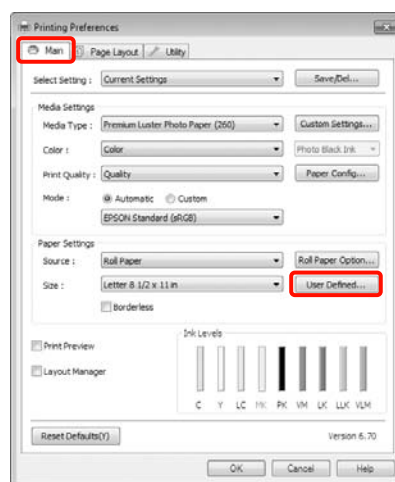 Printing Preferences
Main Page Layout Utility
Select Setting : Current Settings Save/Del...
Media Settings
Media Type : Premium Luster Photo Paper (260) Custom Settings...
Color : Color Photo Black Ink
Print Quality : Quality Paper Config...
Mode : Automatic Custom
EPSON Standard (sRGB)
Paper Settings
Source : Roll Paper Roll Paper Option...
Size : Letter 8 1/2 x 11 in User Defined...
Borderless
Ink Levels
Print Preview
Layout Manager
C Y LC MK PK VM LK LLK VLM
Reset Defaults(Y) Version 6.70
OK Cancel Help